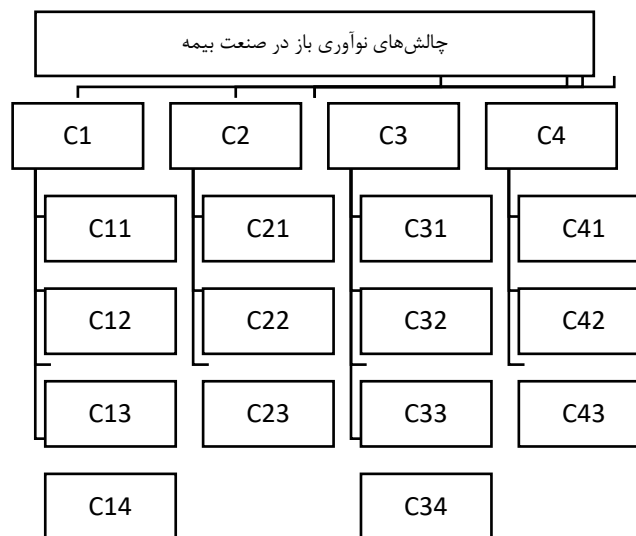 چالش‌های نوآوری باز در صنعت بیمه
C1 C2 C3 C4
C11 C21 C31 C41
C12 C22 C32 C42
C13 C23 C33 C43
C14 C34